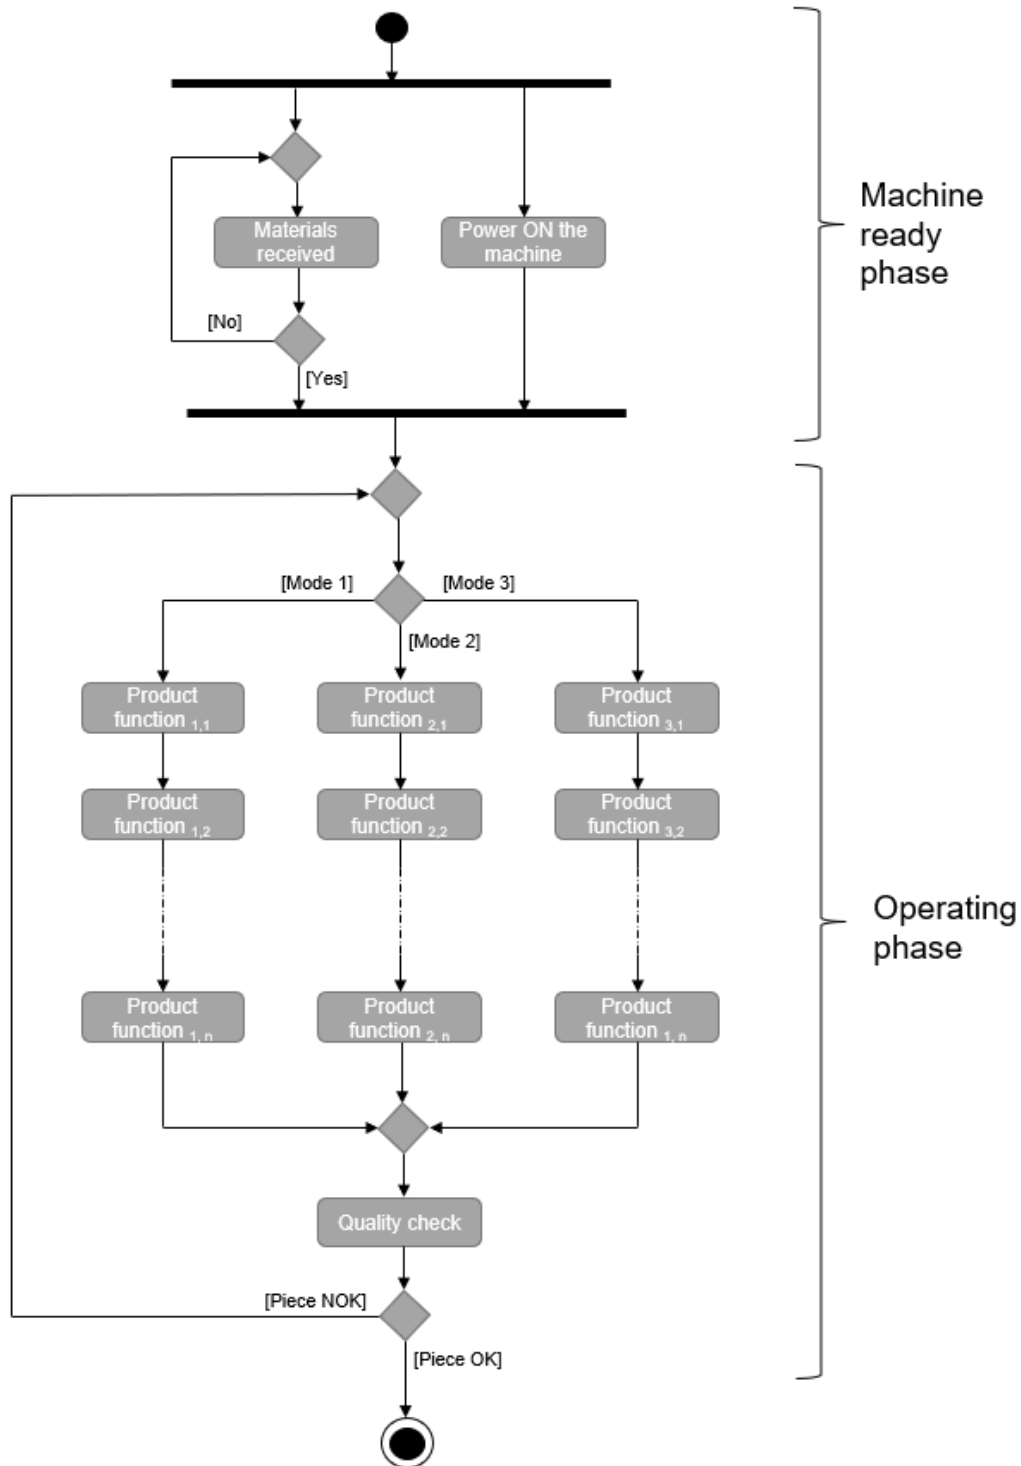 Machine
ready
phase
Materials
received
Power ON the
machine
[No]
[Yes]
[Mode 1]
[Mode 3]
[Mode 2]
Product
function 1,1
Product
function 2,1
Product
function 3,1
Product
function 1,2
Product
function 2,2
Product
function 3,2
Operating
phase
Product
function 1, n
Product
function 2, n
Product
function 1, n
Quality check
[Piece NOK]
[Piece OK]